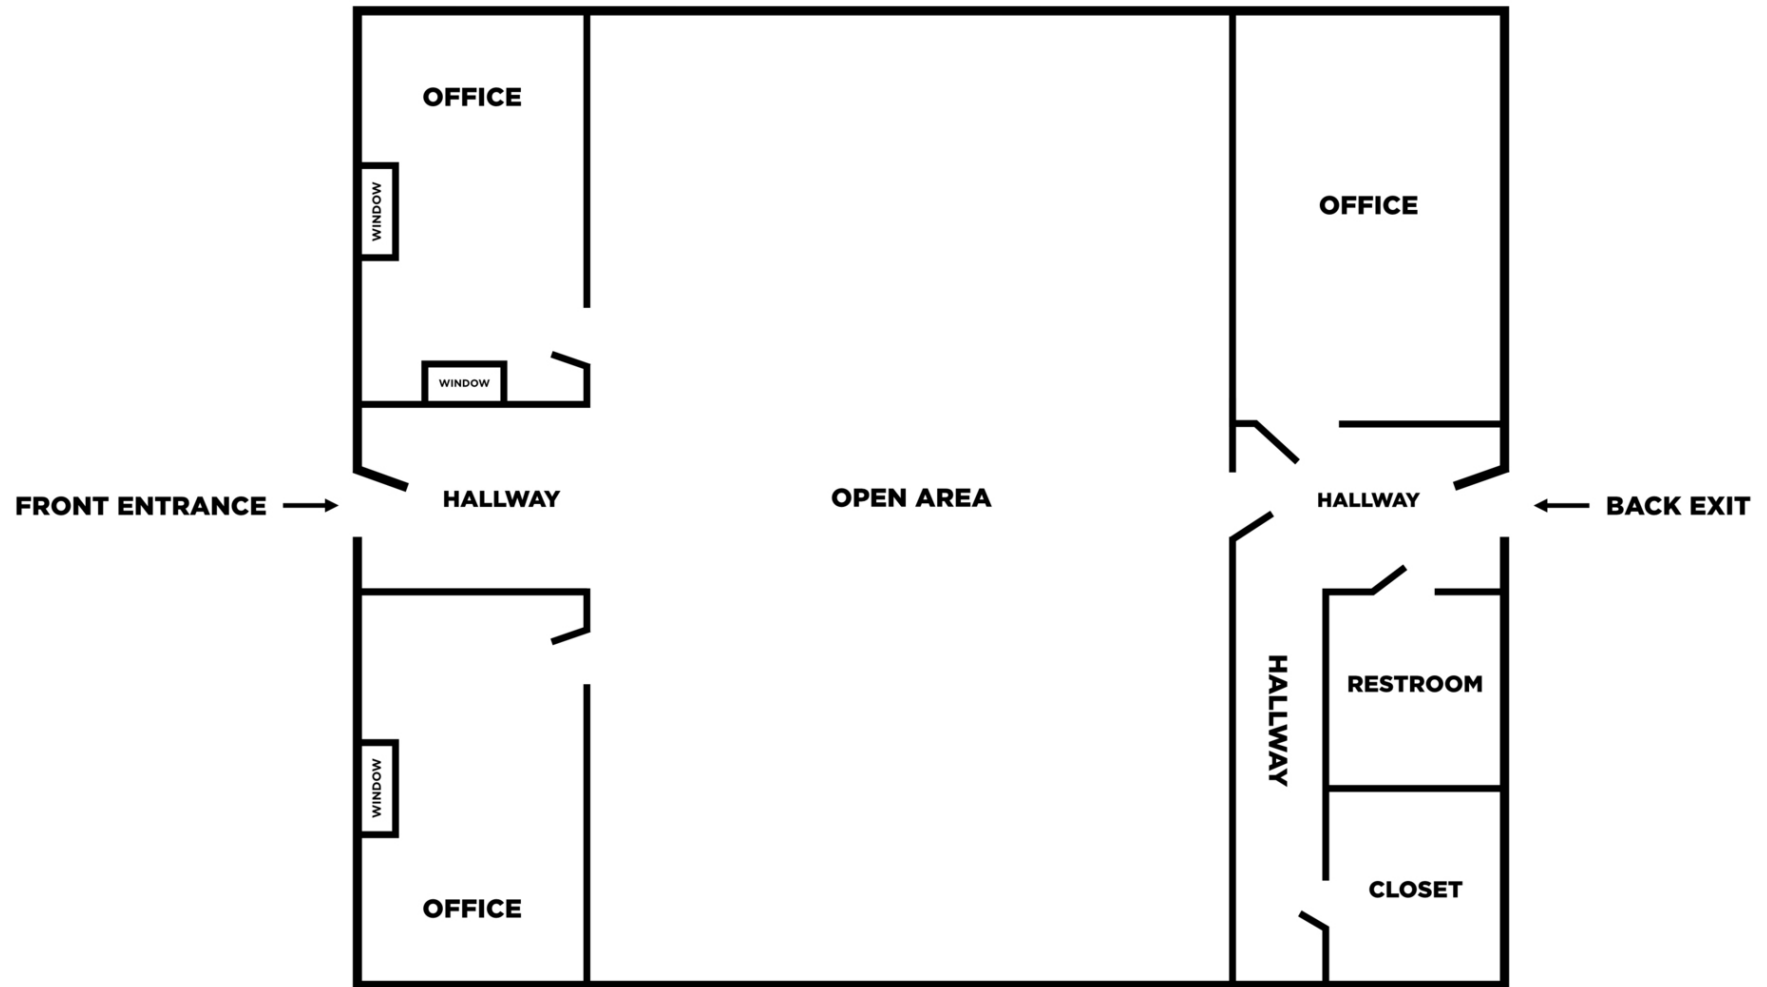 OFFICE
OFFICE
WINDOW
WINDOW
FRONT ENTRANCE
HALLWAY
OPEN AREA
HALLWAY
BACK EXIT
HALLWAY
RESTROOM
WINDOW
CLOSET
OFFICE